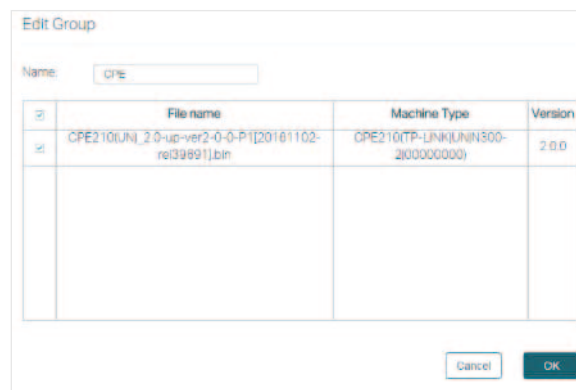 Edit Group
Name: CPE
File name Machine Type Version
CPE210(UN)_2.0-up-ver2-0-0-P1[20161102-
rel39691].bin
CPE210(TP-LINK|UN|N300-
2|00000000)
2.0.0
Cancel OK